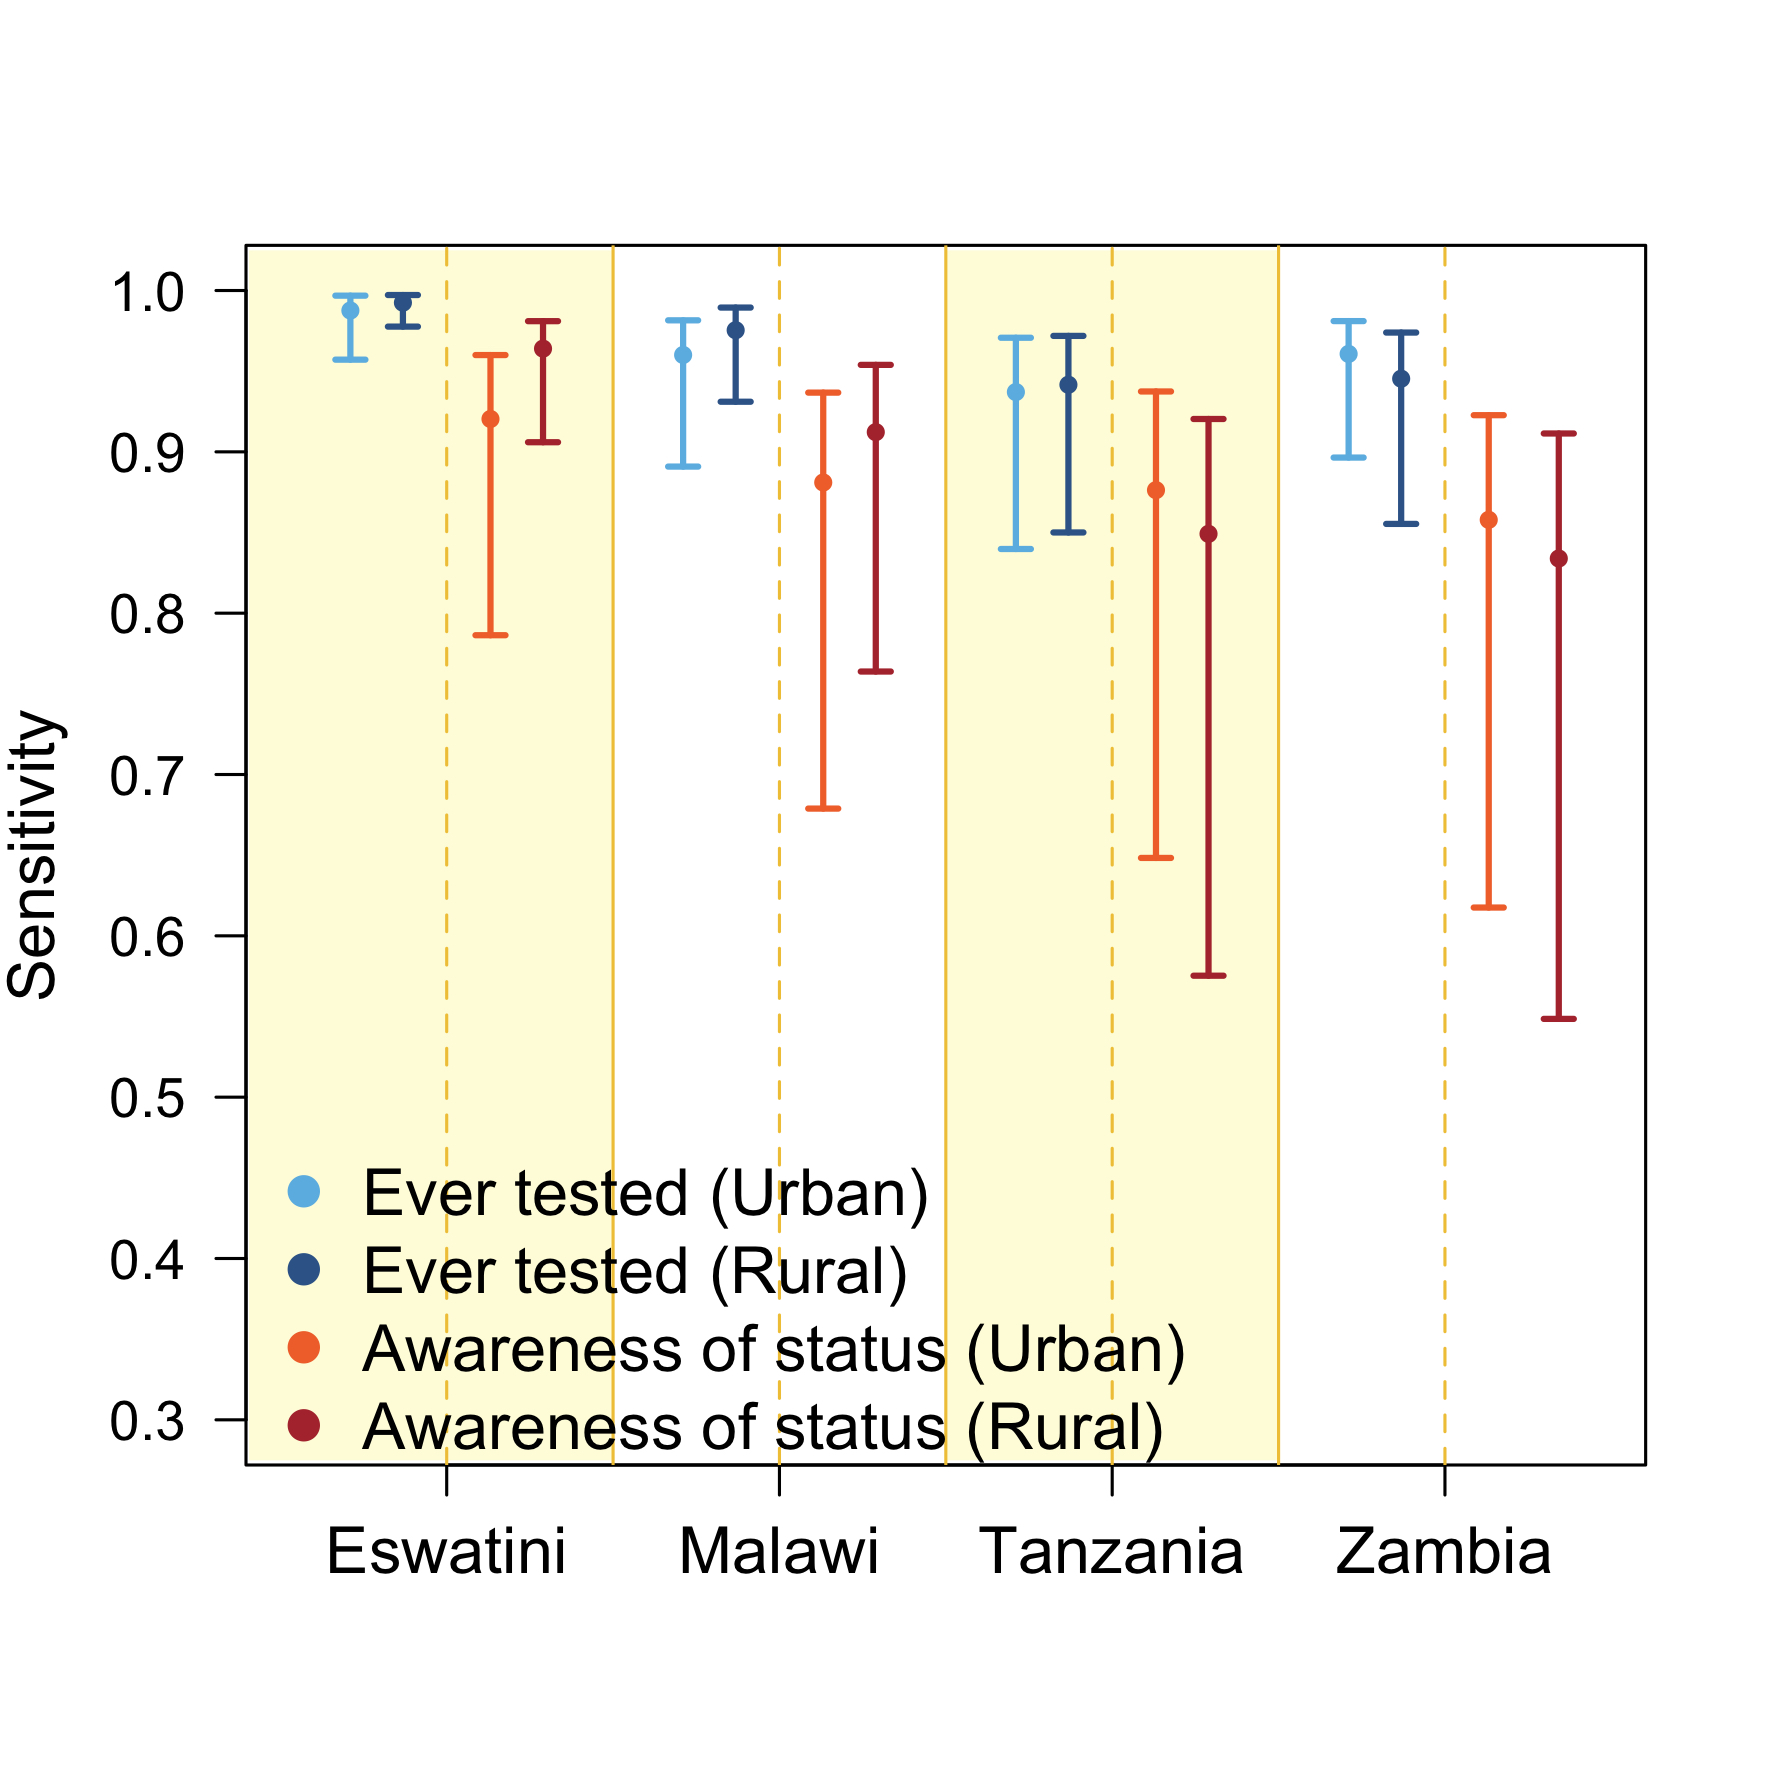 1.0
0.9
0.8
0.7
0.6
0.5
0.4
0.3
Sensitivity
Ever tested (Urban)
Ever tested (Rural)
Awareness of status (Urban)
Awareness of status (Rural)
Eswatini Malawi Tanzania Zambia